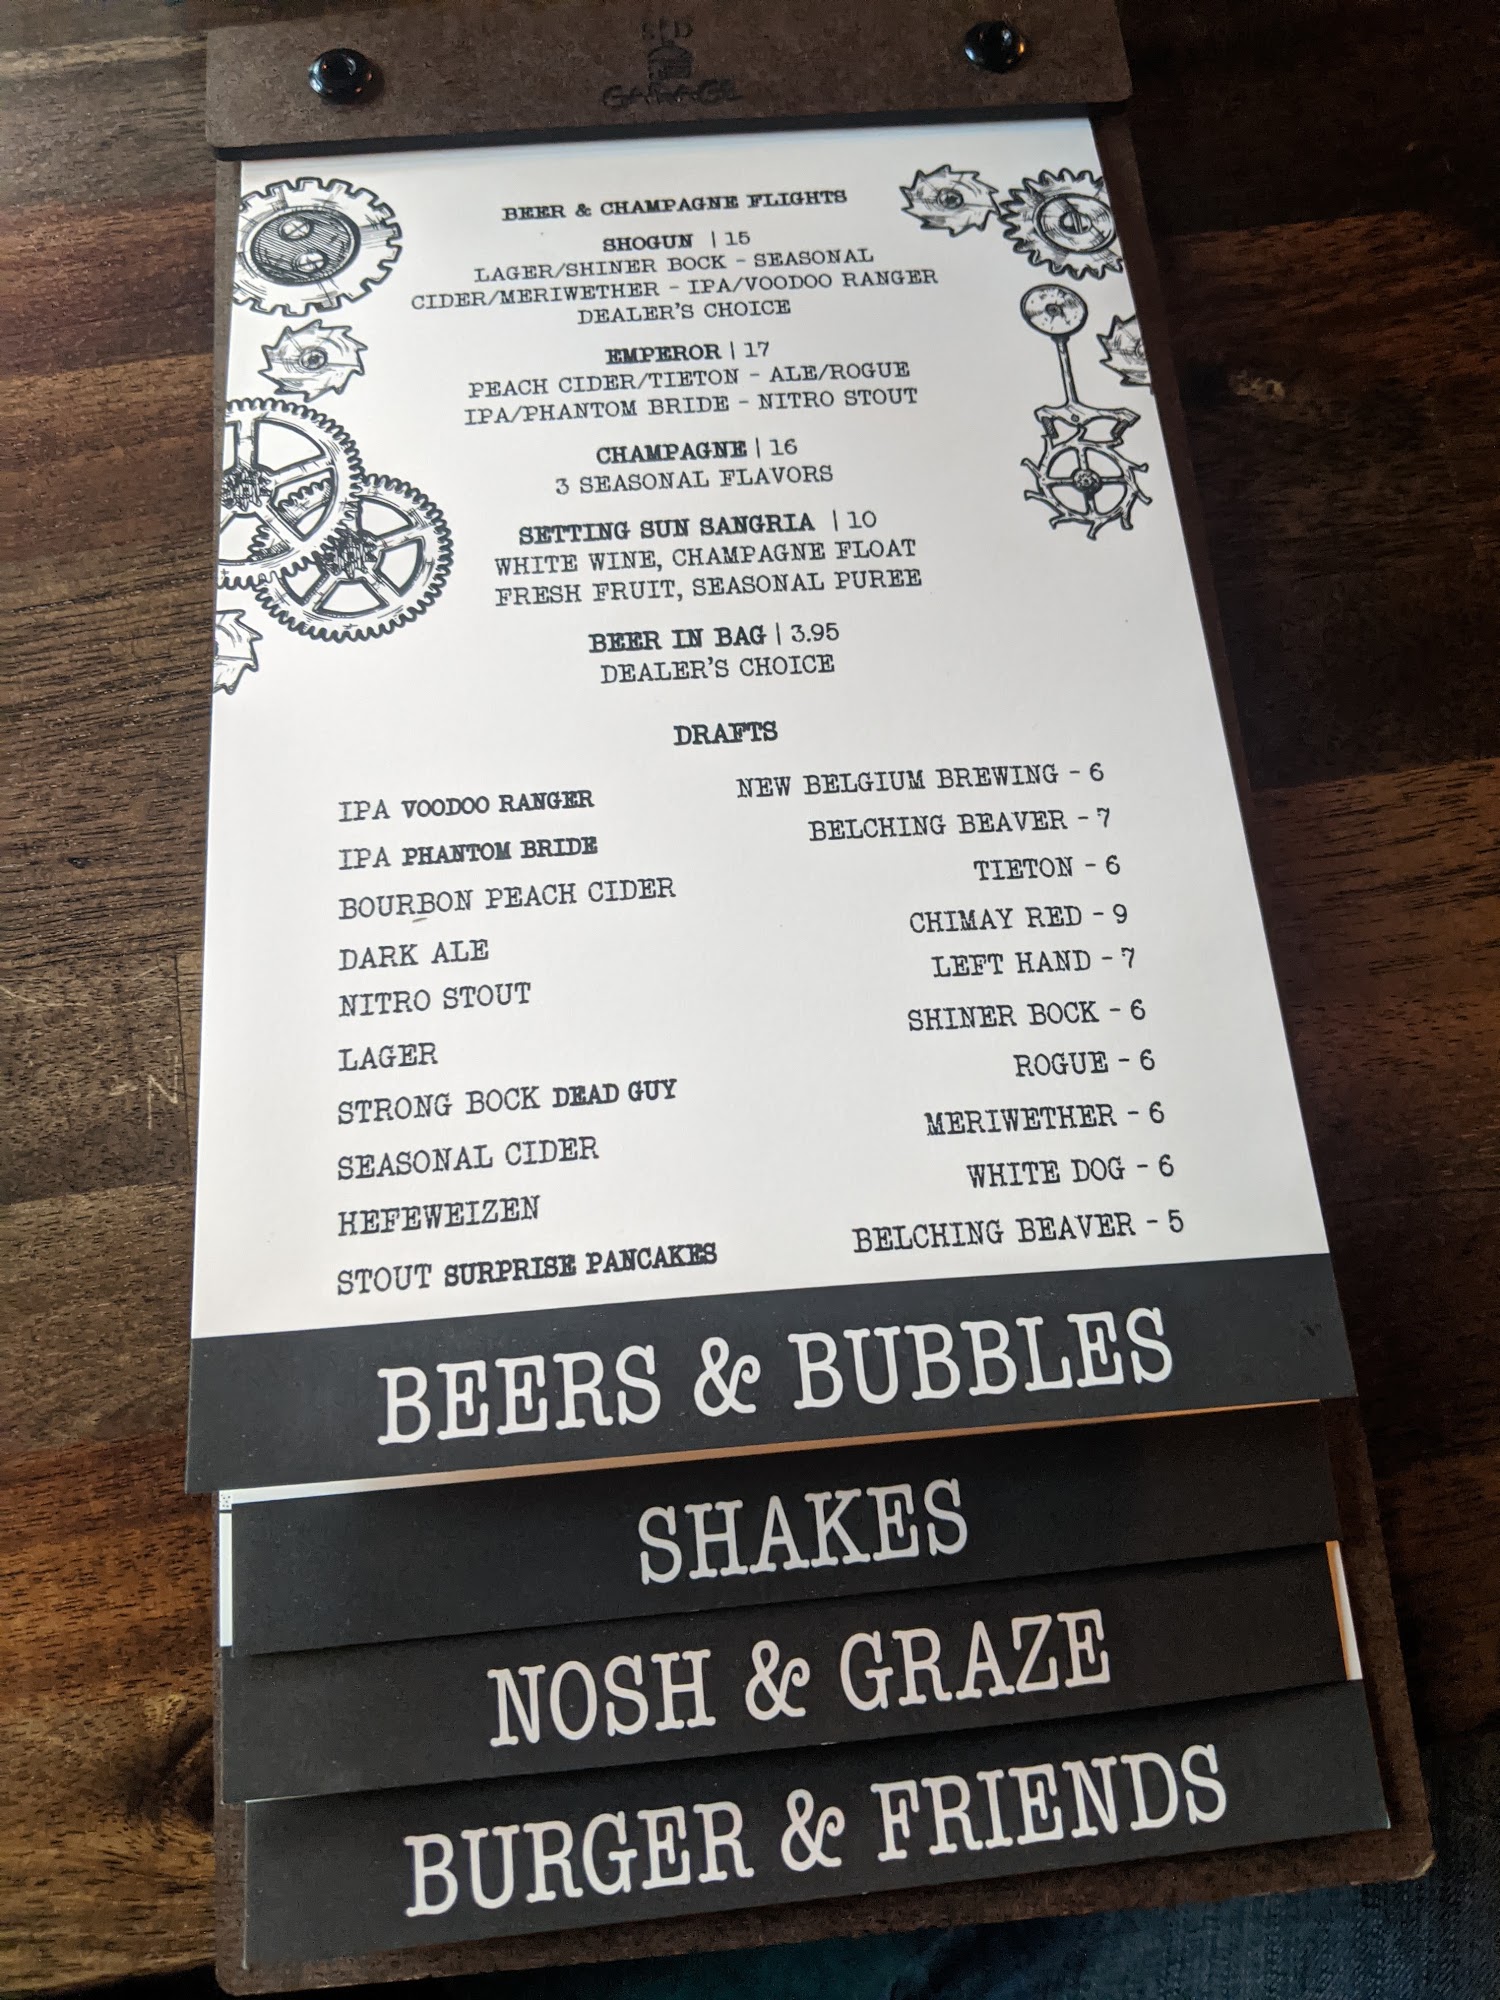 GARAGE
BEER & CHAMPAGNE FLIGHTS
SHOGUN | 15
LAGER/SHINER BOCK - SEASONAL
CIDER/MERIWETHER - IPA/VOODOO RANGER
DEALER'S CHOICE
EMPEROR | 17
PEACH CIDER/TIETON - ALE/ROGUE
IPA/PHANTOM BRIDE - NITRO STOUT
CHAMPAGNE | 16
3 SEASONAL FLAVORS
SETTING SUN SANGRIA | 10
WHITE WINE, CHAMPAGNE FLOAT
FRESH FRUIT, SEASONAL PUREE
BEER IN BAG | 3.95
DEALER'S CHOICE
DRAFTS
IPA VOODOO RANGER NEW BELGIUM BREWING - 6
IPA PHANTOM BRIDE BELCHING BEAVER - 7
BOURBON PEACH CIDER TIETON - 6
DARK ALE CHIMAY RED - 9
NITRO STOUT LEFT HAND - 7
LAGER SHINER BOCK - 6
STRONG BOCK DEAD GUY ROGUE - 6
SEASONAL CIDER MERIWETHER - 6
HEFEWEIZEN WHITE DOG - 6
STOUT SURPRISE PANCAKES BELCHING BEAVER - 5
BEERS & BUBBLES
SHAKES
NOSH & GRAZE
BURGER & FRIENDS